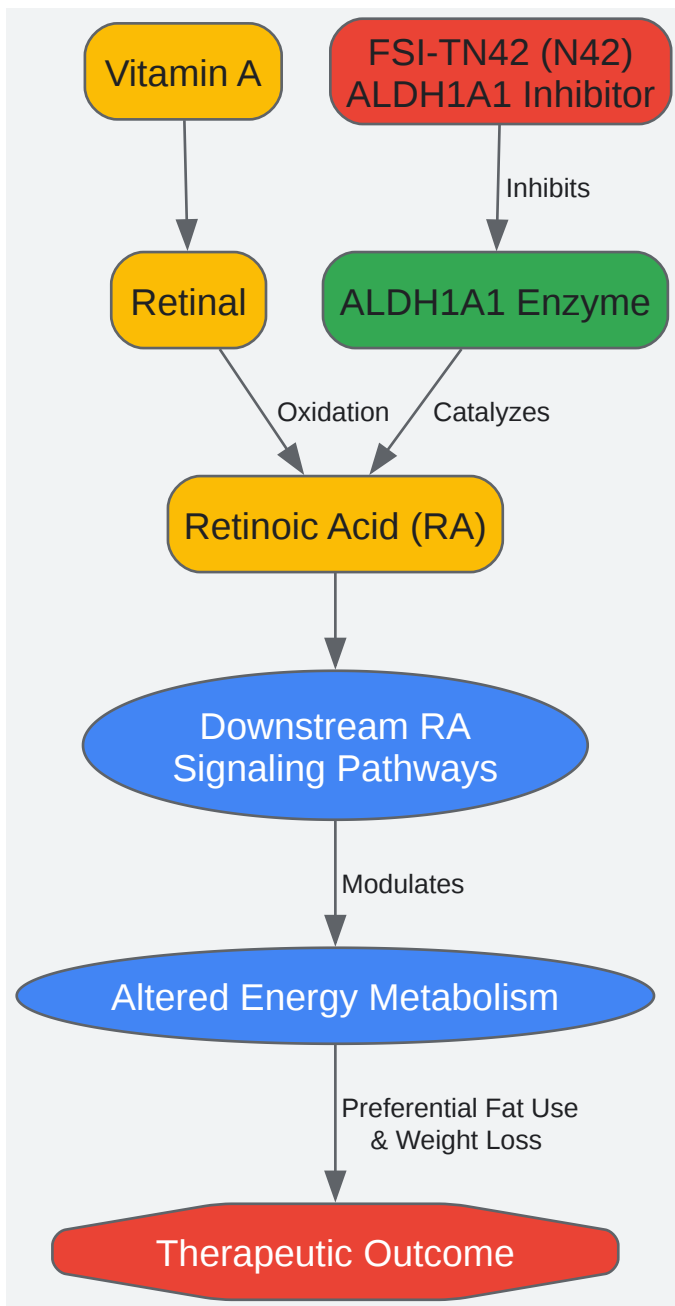 Vitamin A
FSI-TN42 (N42)
ALDH1A1 Inhibitor
Inhibits
Retinal
ALDH1A1 Enzyme
Oxidation
Catalyzes
Retinoic Acid (RA)
Downstream RA
Signaling Pathways
Modulates
Altered Energy Metabolism
Preferential Fat Use
& Weight Loss
Therapeutic Outcome